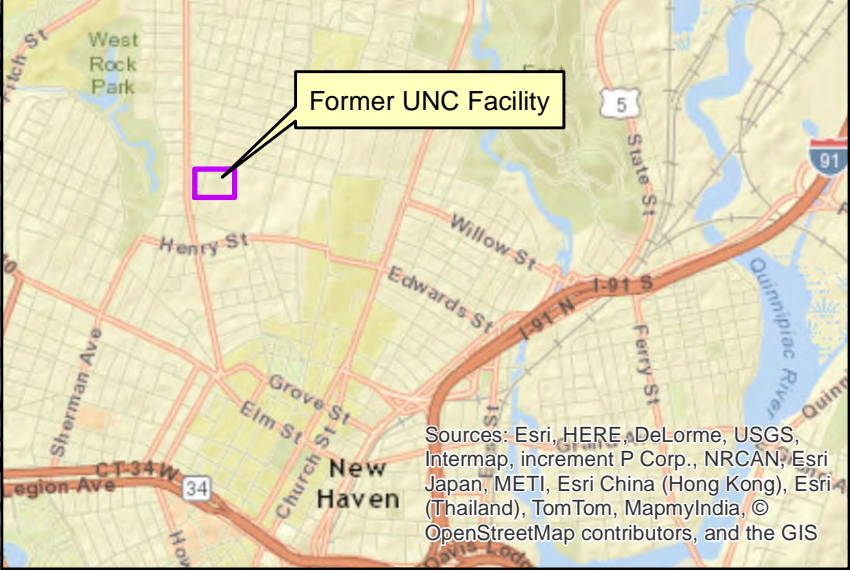 Fitch St
West
Rock
Park
Former UNC Facility
East
5
State St
91
Henry St
Willow St
Edwards St
I-91 S
I-91 N
Quinnipiac River
Ferry St
Sherman Ave
Grove St
Elm St
Church St
New
Haven
CT-34 W
Legion Ave
34
Sources: Esri, HERE, DeLorme, USGS,
Intermap, increment P Corp., NRCAN, Esri
Japan, METI, Esri China (Hong Kong), Esri
(Thailand), TomTom, MapmyIndia, ©
OpenStreetMap contributors, and the GIS